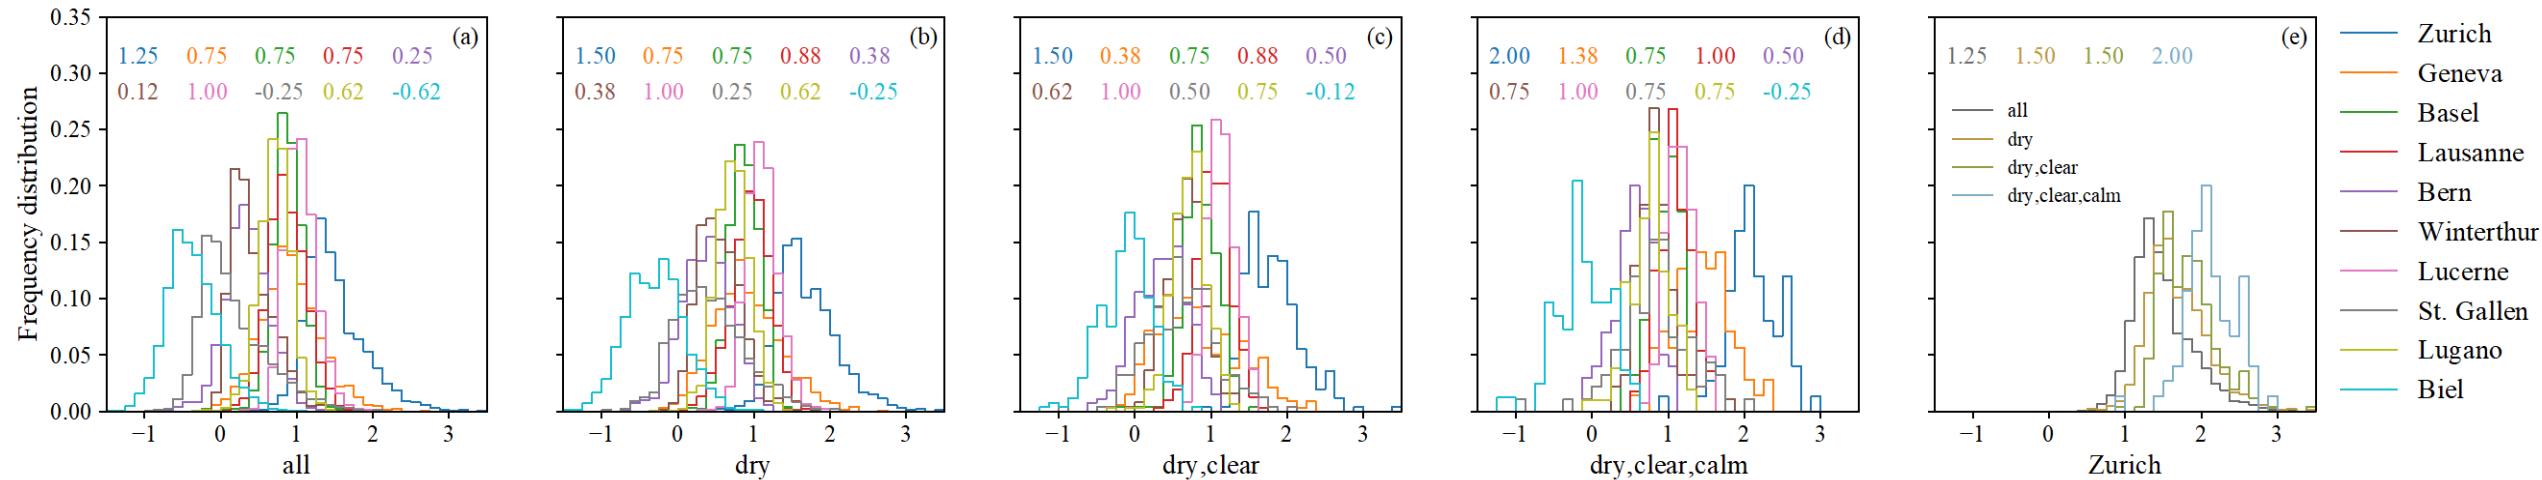 0.35
0.30
0.25
0.20
0.15
0.10
0.05
0.00
Frequency distribution
(a)
1.25 0.75 0.75 0.75 0.25
0.12 1.00 -0.25 0.62 -0.62
−1 0 1 2 3
all
(b)
1.50 0.75 0.75 0.88 0.38
0.38 1.00 0.25 0.62 -0.25
−1 0 1 2 3
dry
(c)
1.50 0.38 0.75 0.88 0.50
0.62 1.00 0.50 0.75 -0.12
−1 0 1 2 3
dry,clear
(d)
2.00 1.38 0.75 1.00 0.50
0.75 1.00 0.75 0.75 -0.25
−1 0 1 2 3
dry,clear,calm
(e)
1.25 1.50 1.50 2.00
all
dry
dry,clear
dry,clear,calm
−1 0 1 2 3
Zurich
Zurich
Geneva
Basel
Lausanne
Bern
Winterthur
Lucerne
St. Gallen
Lugano
Biel